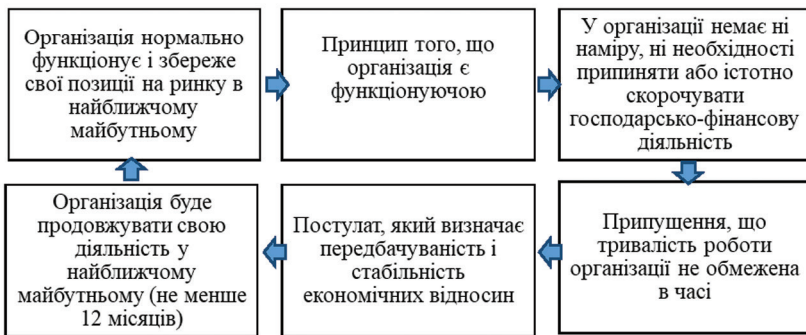 Організація нормально
функціонує і збереже
свої позиції на ринку в
найближчому
майбутньому
Принцип того, що
організація є
функціонуючою
У організації немає ні
наміру, ні необхідності
припиняти або істотно
скорочувати
господарсько-фінансову
діяльність
Організація буде
продовжувати свою
діяльність у
найближчому
майбутньому (не менше
12 місяців)
Постулат, який визначає
передбачуваність і
стабільність
економічних відносин
Припущення, що
тривалість роботи
організації не обмежена
в часі